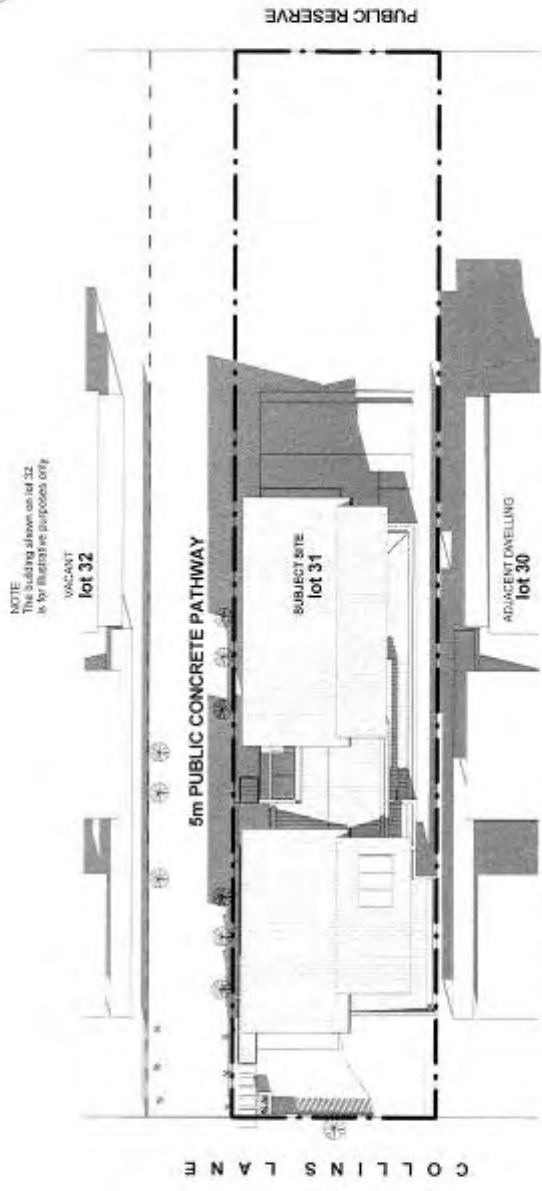 PUBLIC RESERVE
NOTE
The building shown on lot 32
is for illustrative purposes only
VACANT
lot 32
5m PUBLIC CONCRETE PATHWAY
SUBJECT SITE
lot 31
ADJACENT DWELLING
lot 30
COLLINS LANE